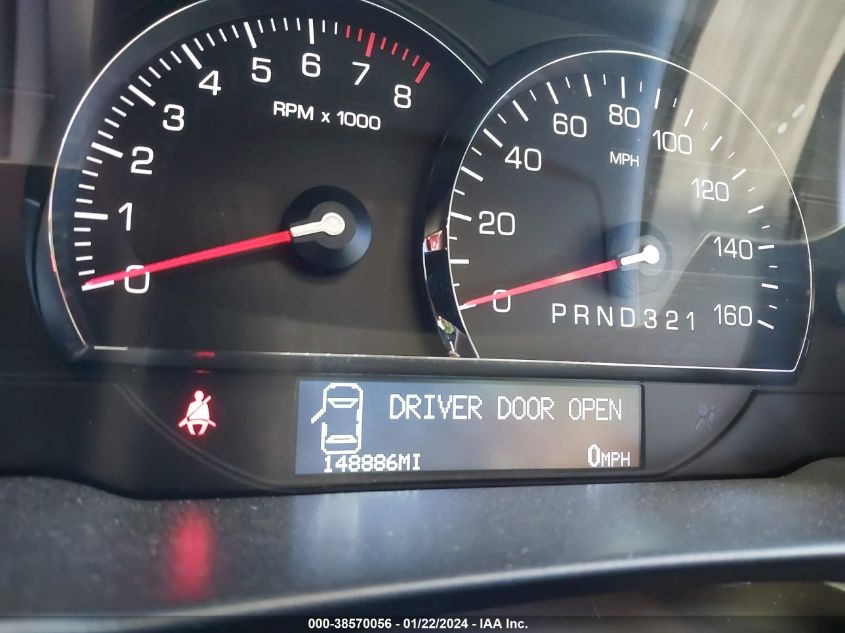 0 1 2 3 4 5 6 7 8
RPM x 1000
0 20 40 60 80 100 120 140 160
MPH
PRND321
DRIVER DOOR OPEN
148886MI 0MPH
000-38570056 - 01/22/2024 - IAA Inc.